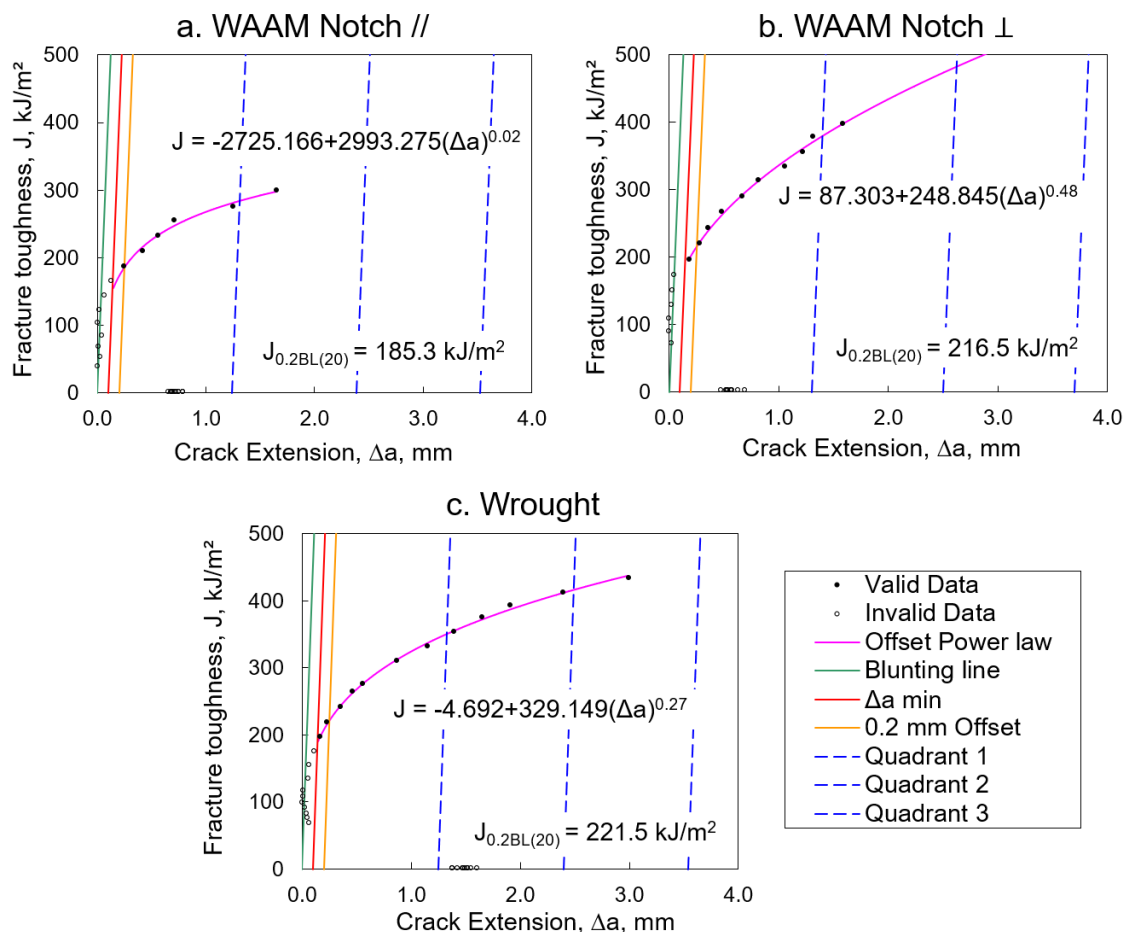 a. WAAM Notch //
Fracture toughness, J, kJ/m²
500
400
300
200
100
0
J = -2725.166+2993.275(Δa)^0.02
J0.2BL(20) = 185.3 kJ/m²
0.0 1.0 2.0 3.0 4.0
Crack Extension, Δa, mm
b. WAAM Notch ⊥
Fracture toughness, J, kJ/m²
500
400
300
200
100
0
J = 87.303+248.845(Δa)^0.48
J0.2BL(20) = 216.5 kJ/m²
0.0 1.0 2.0 3.0 4.0
Crack Extension, Δa, mm
c. Wrought
Fracture toughness, J, kJ/m²
500
400
300
200
100
0
J = -4.692+329.149(Δa)^0.27
J0.2BL(20) = 221.5 kJ/m²
0.0 1.0 2.0 3.0 4.0
Crack Extension, Δa, mm
Valid Data
Invalid Data
Offset Power law
Blunting line
Δa min
0.2 mm Offset
Quadrant 1
Quadrant 2
Quadrant 3